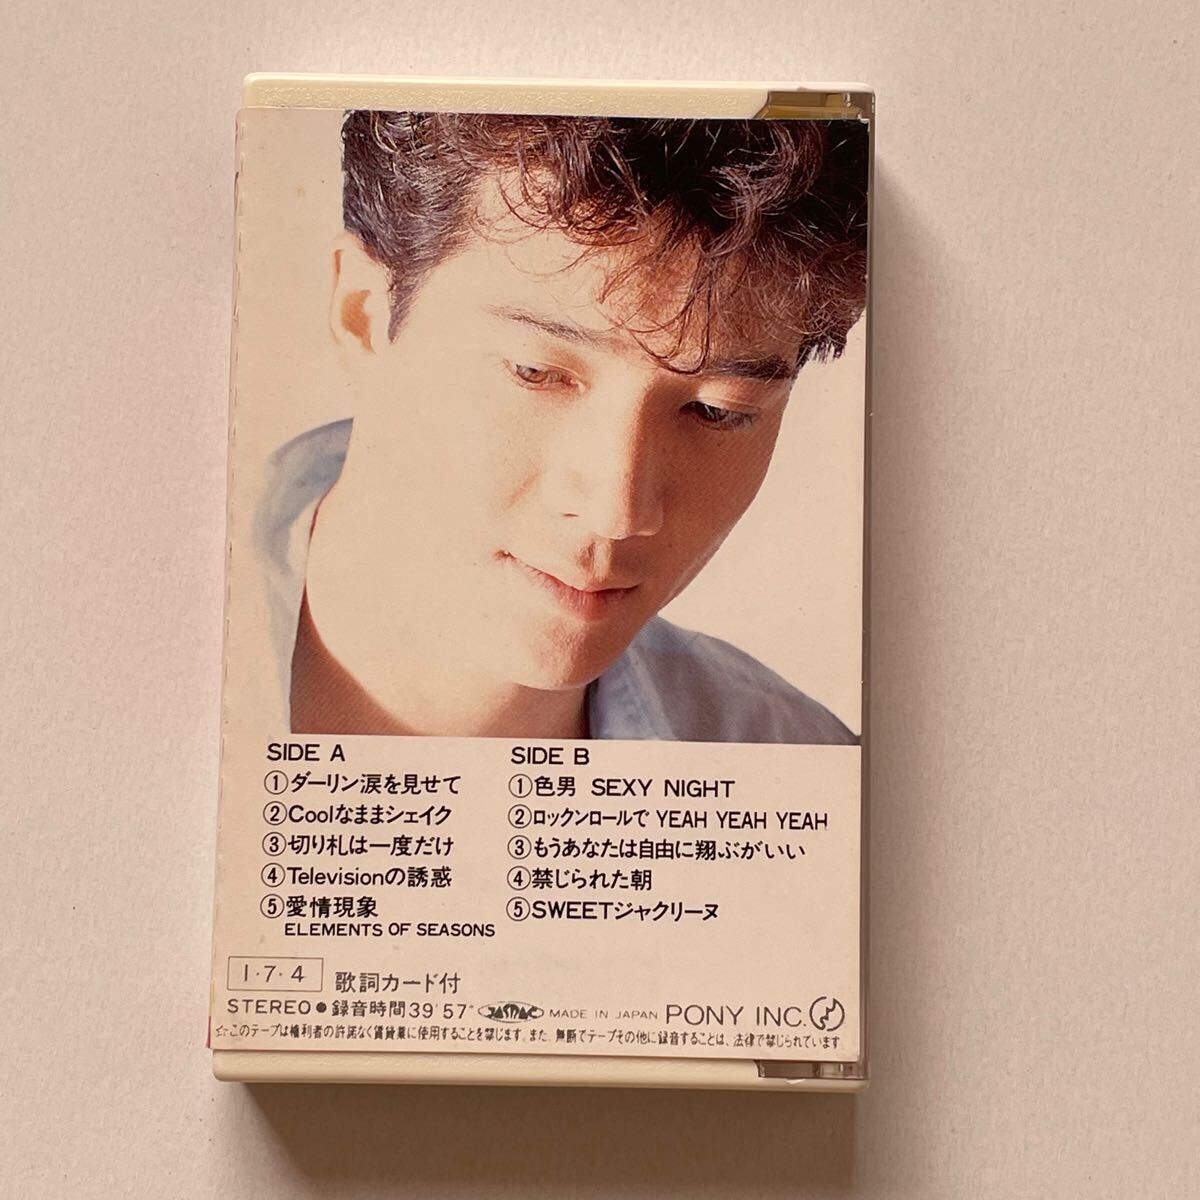 SIDE A
①ダーリン涙を見せて
②Coolなままシェイク
③切り札は一度だけ
④Televisionの誘惑
⑤愛情現象
ELEMENTS OF SEASONS
SIDE B
①色男 SEXY NIGHT
②ロックンロールで YEAH YEAH YEAH
③もうあなたは自由に翔ぶがいい
④禁じられた朝
⑤SWEETジャクリーヌ
1・7・4 歌詞カード付
STEREO●録音時間39'57" JASRAC MADE IN JAPAN PONY INC.
☆このテープは権利者の許諾なく賃貸業に使用することを禁じます。また、無断でテープその他に録音することは、法律で禁じられています。